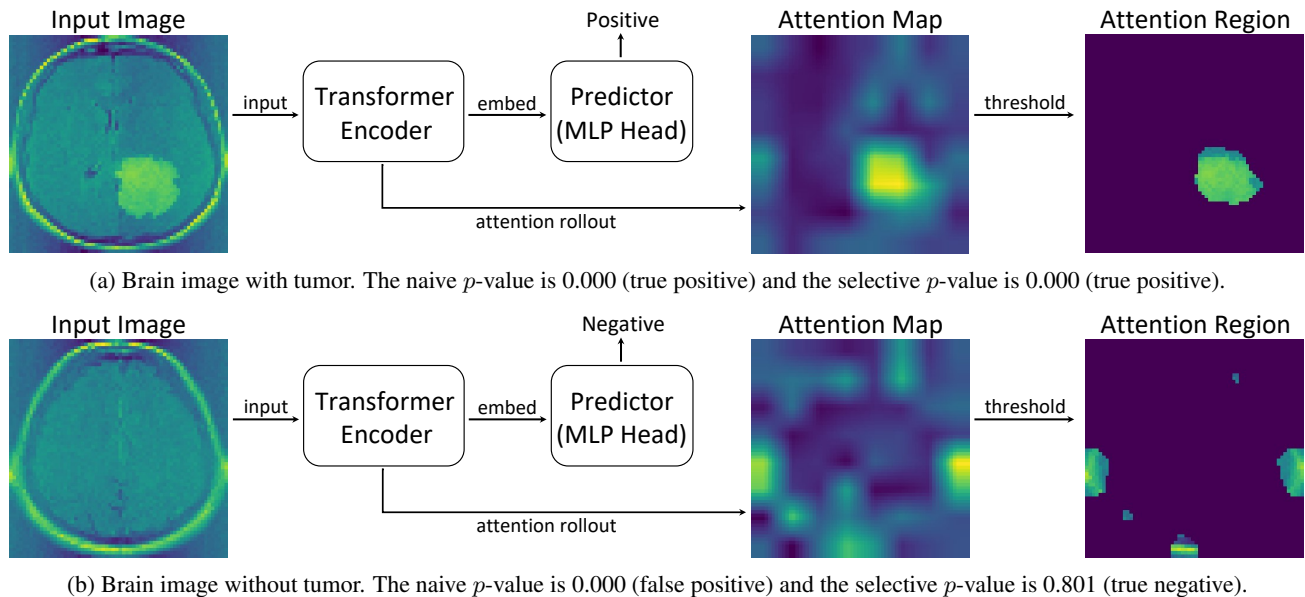 Input Image
Positive
Attention Map
Attention Region
input
Transformer
Encoder
embed
Predictor
(MLP Head)
threshold
attention rollout
(a) Brain image with tumor. The naive p-value is 0.000 (true positive) and the selective p-value is 0.000 (true positive).
Input Image
Negative
Attention Map
Attention Region
input
Transformer
Encoder
embed
Predictor
(MLP Head)
threshold
attention rollout
(b) Brain image without tumor. The naive p-value is 0.000 (false positive) and the selective p-value is 0.801 (true negative).